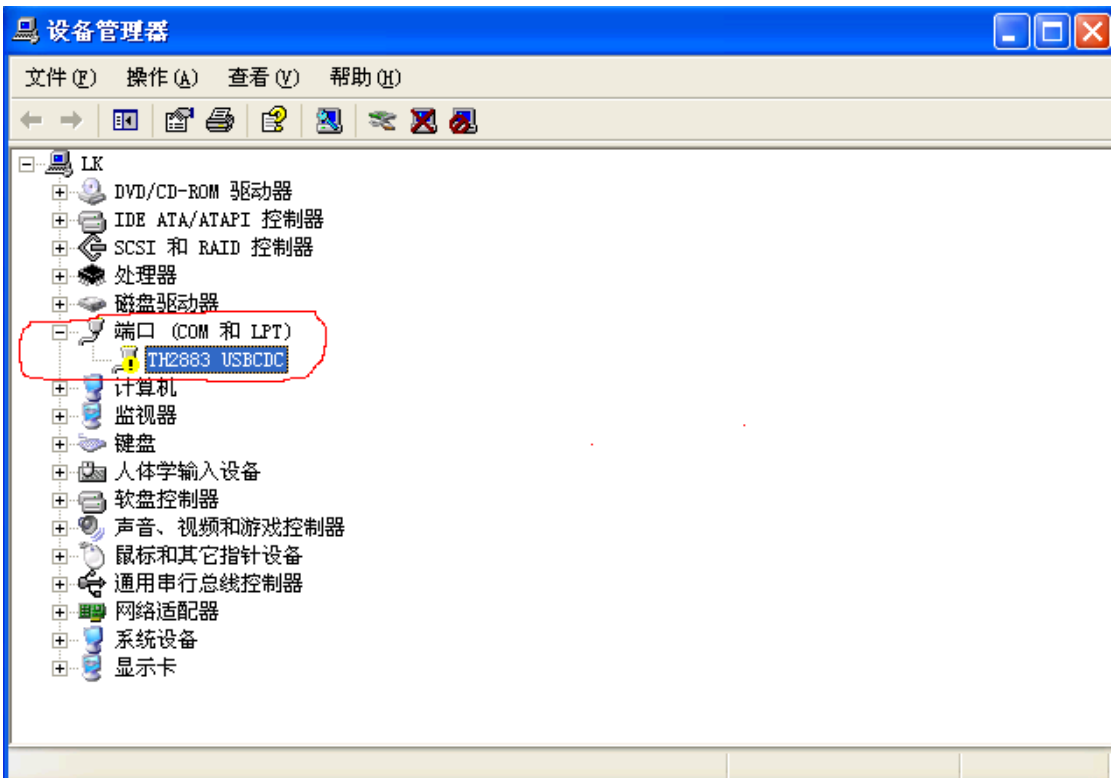 设备管理器
文件(F) 操作(A) 查看(V) 帮助(H)
LK
DVD/CD-ROM 驱动器
IDE ATA/ATAPI 控制器
SCSI 和 RAID 控制器
处理器
磁盘驱动器
端口 (COM 和 LPT)
TH2883 USBCDC
计算机
监视器
键盘
人体学输入设备
软盘控制器
声音、视频和游戏控制器
鼠标和其它指针设备
通用串行总线控制器
网络适配器
系统设备
显示卡